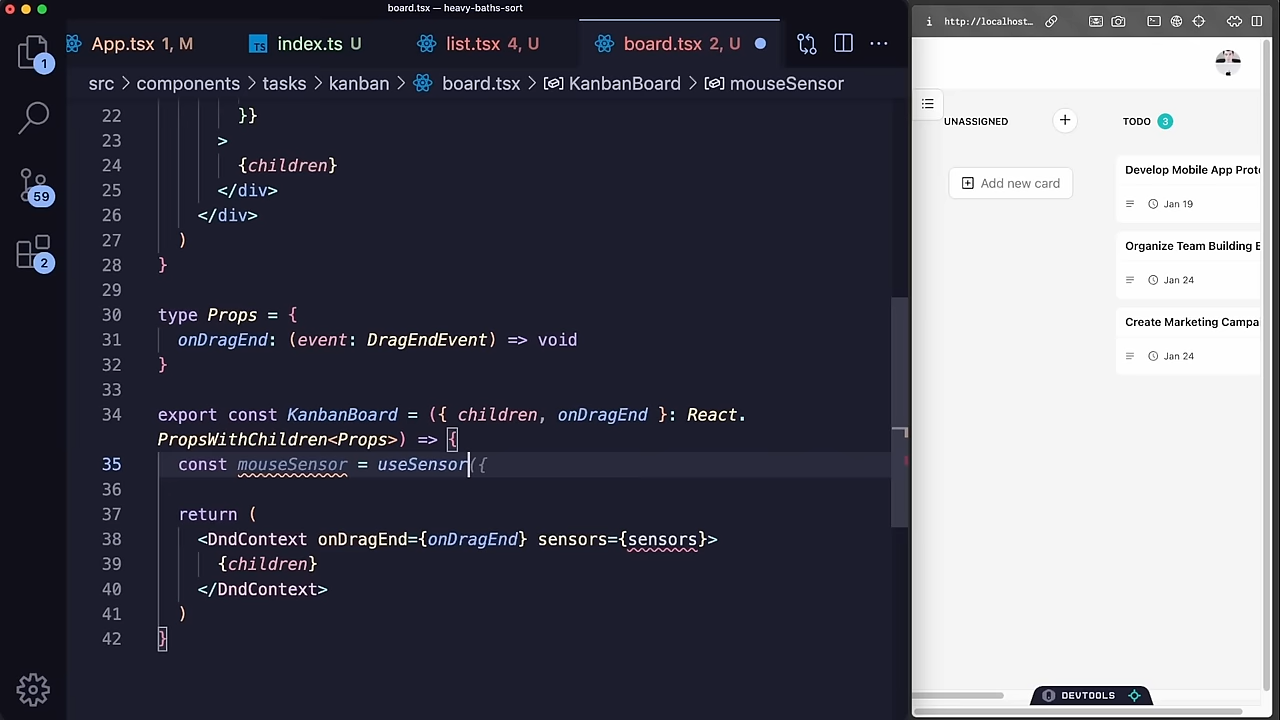 board.tsx — heavy-baths-sort
App.tsx 1, M
TS index.ts U
list.tsx 4, U
board.tsx 2, U
src > components > tasks > kanban > board.tsx > KanbanBoard > mouseSensor
1
59
2
22 }}
23 >
24 {children}
25 </div>
26 </div>
27 )
28 }
29
30 type Props = {
31 onDragEnd: (event: DragEndEvent) => void
32 }
33
34 export const KanbanBoard = ({ children, onDragEnd }: React.
PropsWithChildren<Props>) => {
35 const mouseSensor = useSensor({
36
37 return (
38 <DndContext onDragEnd={onDragEnd} sensors={sensors}>
39 {children}
40 </DndContext>
41 )
42 }
http://localhost…
UNASSIGNED
Add new card
TODO 3
Develop Mobile App Prot
Jan 19
Organize Team Building E
Jan 24
Create Marketing Campa
Jan 24
DEVTOOLS